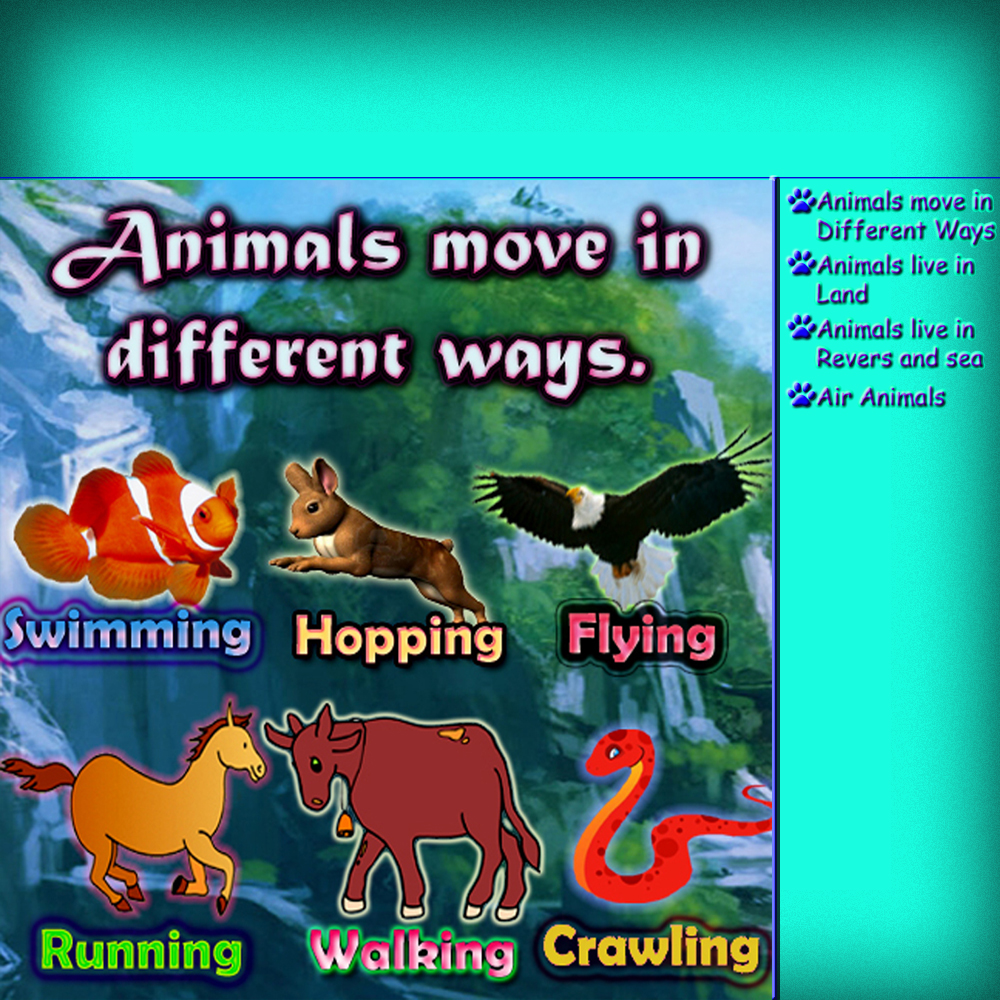 Animals move in
different ways.
Swimming
Hopping
Flying
Running
Walking
Crawling
Animals move in
Different Ways
Animals live in
Land
Animals live in
Revers and sea
Air Animals